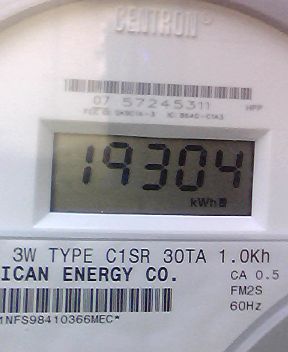 CENTRON®
07 57245311 HPP
19304
kWh
3W TYPE C1SR 30TA 1.0Kh
ICAN ENERGY CO. CA 0.5
FM2S
60Hz
1NFS98410366MEC*